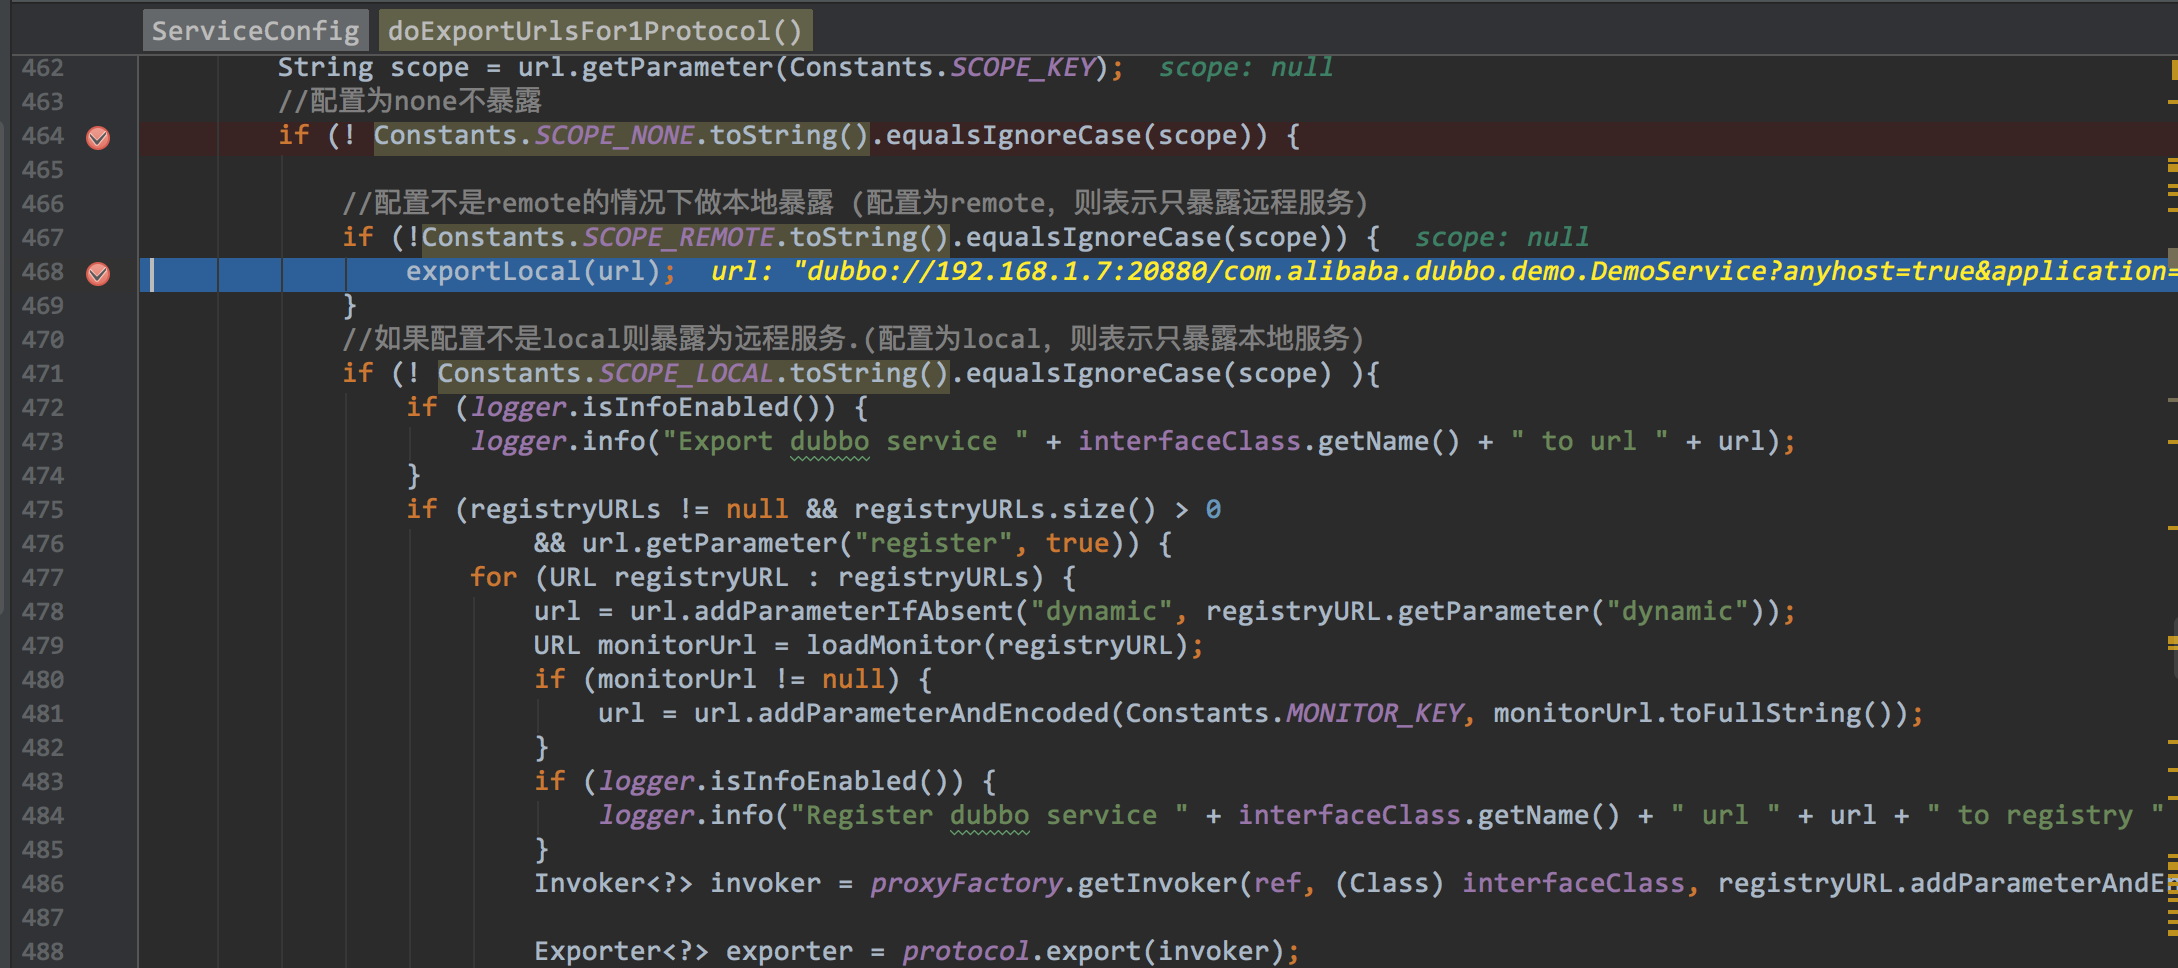 ServiceConfig doExportUrlsFor1Protocol()
462 String scope = url.getParameter(Constants.SCOPE_KEY); scope: null
463 //配置为none不暴露
464 if (! Constants.SCOPE_NONE.toString().equalsIgnoreCase(scope)) {
465
466 //配置不是remote的情况下做本地暴露 (配置为remote，则表示只暴露远程服务)
467 if (!Constants.SCOPE_REMOTE.toString().equalsIgnoreCase(scope)) { scope: null
468 exportLocal(url); url: "dubbo://192.168.1.7:20880/com.alibaba.dubbo.demo.DemoService?anyhost=true&application=
469 }
470 //如果配置不是local则暴露为远程服务.(配置为local，则表示只暴露本地服务)
471 if (! Constants.SCOPE_LOCAL.toString().equalsIgnoreCase(scope) ){
472 if (logger.isInfoEnabled()) {
473 logger.info("Export dubbo service " + interfaceClass.getName() + " to url " + url);
474 }
475 if (registryURLs != null && registryURLs.size() > 0
476 && url.getParameter("register", true)) {
477 for (URL registryURL : registryURLs) {
478 url = url.addParameterIfAbsent("dynamic", registryURL.getParameter("dynamic"));
479 URL monitorUrl = loadMonitor(registryURL);
480 if (monitorUrl != null) {
481 url = url.addParameterAndEncoded(Constants.MONITOR_KEY, monitorUrl.toFullString());
482 }
483 if (logger.isInfoEnabled()) {
484 logger.info("Register dubbo service " + interfaceClass.getName() + " url " + url + " to registry "
485 }
486 Invoker<?> invoker = proxyFactory.getInvoker(ref, (Class) interfaceClass, registryURL.addParameterAndEn
487
488 Exporter<?> exporter = protocol.export(invoker);